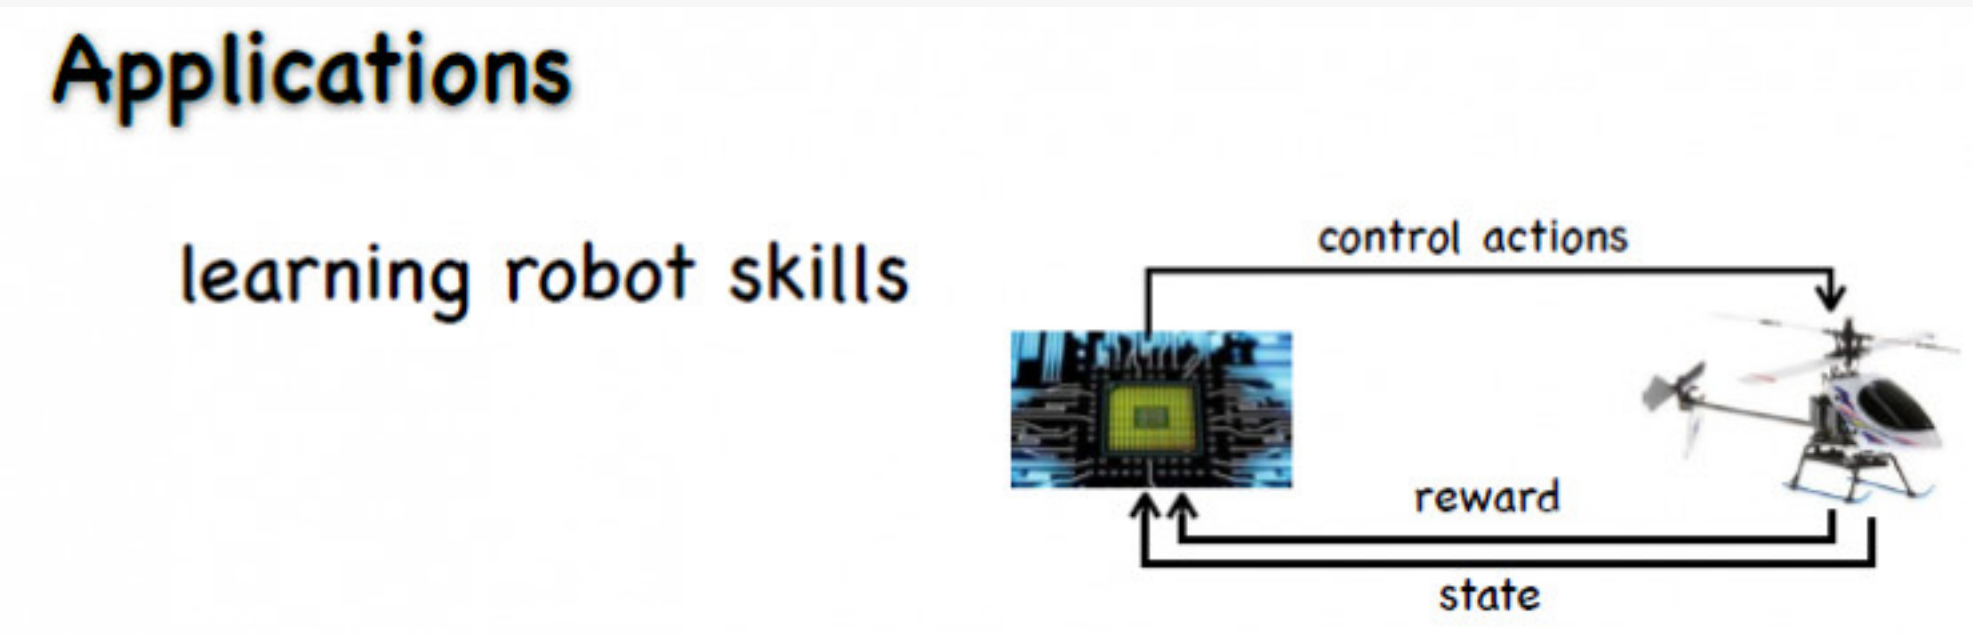 Applications
learning robot skills
control actions
reward
state